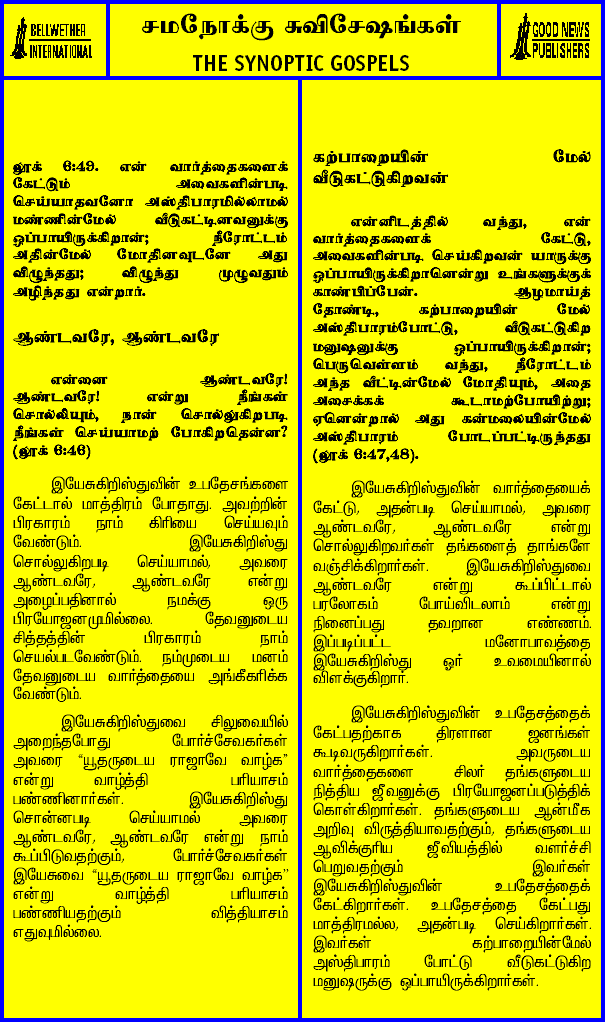 BELLWETHER
INTERNATIONAL
சமநோக்கு சுவிசேஷங்கள்
THE SYNOPTIC GOSPELS
GOOD NEWS
PUBLISHERS
லூக் 6:49. என் வார்த்தைகளைக்
கேட்டும் அவைகளின்படி
செய்யாதவனோ அஸ்திபாரமில்லாமல்
மண்ணின்மேல் வீடுகட்டினவனுக்கு
ஒப்பாயிருக்கிறான்; நீரோட்டம்
அதின்மேல் மோதினவுடனே அது
விழுந்தது; விழுந்து முழுவதும்
அழிந்தது என்றார்.
ஆண்டவரே, ஆண்டவரே
என்னை ஆண்டவரே!
ஆண்டவரே! என்று நீங்கள்
சொல்லியும், நான் சொல்லுகிறபடி
நீங்கள் செய்யாமற் போகிறதென்ன?
(லூக் 6:46)
இயேசுகிறிஸ்துவின் உபதேசங்களை
கேட்டால் மாத்திரம் போதாது. அவற்றின்
பிரகாரம் நாம் கிரியை செய்யவும்
வேண்டும். இயேசுகிறிஸ்து
சொல்லுகிறபடி செய்யாமல், அவரை
ஆண்டவரே, ஆண்டவரே என்று
அழைப்பதினால் நமக்கு ஒரு
பிரயோஜனமுமில்லை. தேவனுடைய
சித்தத்தின் பிரகாரம் நாம்
செயல்படவேண்டும். நம்முடைய மனம்
தேவனுடைய வார்த்தையை அங்கீகரிக்க
வேண்டும்.
இயேசுகிறிஸ்துவை சிலுவையில்
அறைந்தபோது போர்ச்சேவகர்கள்
அவரை “யூதருடைய ராஜாவே வாழ்க”
என்று வாழ்த்தி பரியாசம்
பண்ணினார்கள். இயேசுகிறிஸ்து
சொன்னபடி செய்யாமல் அவரை
ஆண்டவரே, ஆண்டவரே என்று நாம்
கூப்பிடுவதற்கும், போர்ச்சேவகர்கள்
இயேசுவை “யூதருடைய ராஜாவே வாழ்க”
என்று வாழ்த்தி பரியாசம்
பண்ணியதற்கும் வித்தியாசம்
எதுவுமில்லை.
கற்பாறையின் மேல்
வீடுகட்டுகிறவன்
என்னிடத்தில் வந்து, என்
வார்த்தைகளைக் கேட்டு,
அவைகளின்படி செய்கிறவன் யாருக்கு
ஒப்பாயிருக்கிறானென்று உங்களுக்குக்
காண்பிப்பேன். ஆழமாய்த்
தோண்டி, கற்பாறையின் மேல்
அஸ்திபாரம்போட்டு, வீடுகட்டுகிற
மனுஷனுக்கு ஒப்பாயிருக்கிறான்;
பெருவெள்ளம் வந்து, நீரோட்டம்
அந்த வீட்டின்மேல் மோதியும், அதை
அசைக்கக் கூடாமற்போயிற்று;
ஏனென்றால் அது கன்மலையின்மேல்
அஸ்திபாரம் போடப்பட்டிருந்தது
(லூக் 6:47,48).
இயேசுகிறிஸ்துவின் வார்த்தையைக்
கேட்டு, அதன்படி செய்யாமல், அவரை
ஆண்டவரே, ஆண்டவரே என்று
சொல்லுகிறவர்கள் தங்களைத் தாங்களே
வஞ்சிக்கிறார்கள். இயேசுகிறிஸ்துவை
ஆண்டவரே என்று கூப்பிட்டால்
பரலோகம் போய்விடலாம் என்று
நினைப்பது தவறான எண்ணம்.
இப்படிப்பட்ட மனோபாவத்தை
இயேசுகிறிஸ்து ஓர் உவமையினால்
விளக்குகிறார்.
இயேசுகிறிஸ்துவின் உபதேசத்தைக்
கேட்பதற்காக திரளான ஜனங்கள்
கூடிவருகிறார்கள். அவருடைய
வார்த்தைகளை சிலர் தங்களுடைய
நித்திய ஜீவனுக்கு பிரயோஜனப்படுத்திக்
கொள்கிறார்கள். தங்களுடைய ஆன்மீக
அறிவு விருத்தியாவதற்கும், தங்களுடைய
ஆவிக்குரிய ஜீவியத்தில் வளர்ச்சி
பெறுவதற்கும் இவர்கள்
இயேசுகிறிஸ்துவின் உபதேசத்தைக்
கேட்கிறார்கள். உபதேசத்தை கேட்பது
மாத்திரமல்ல, அதன்படி செய்கிறார்கள்.
இவர்கள் கற்பாறையின்மேல்
அஸ்திபாரம் போட்டு வீடுகட்டுகிற
மனுஷருக்கு ஒப்பாயிருக்கிறார்கள்.